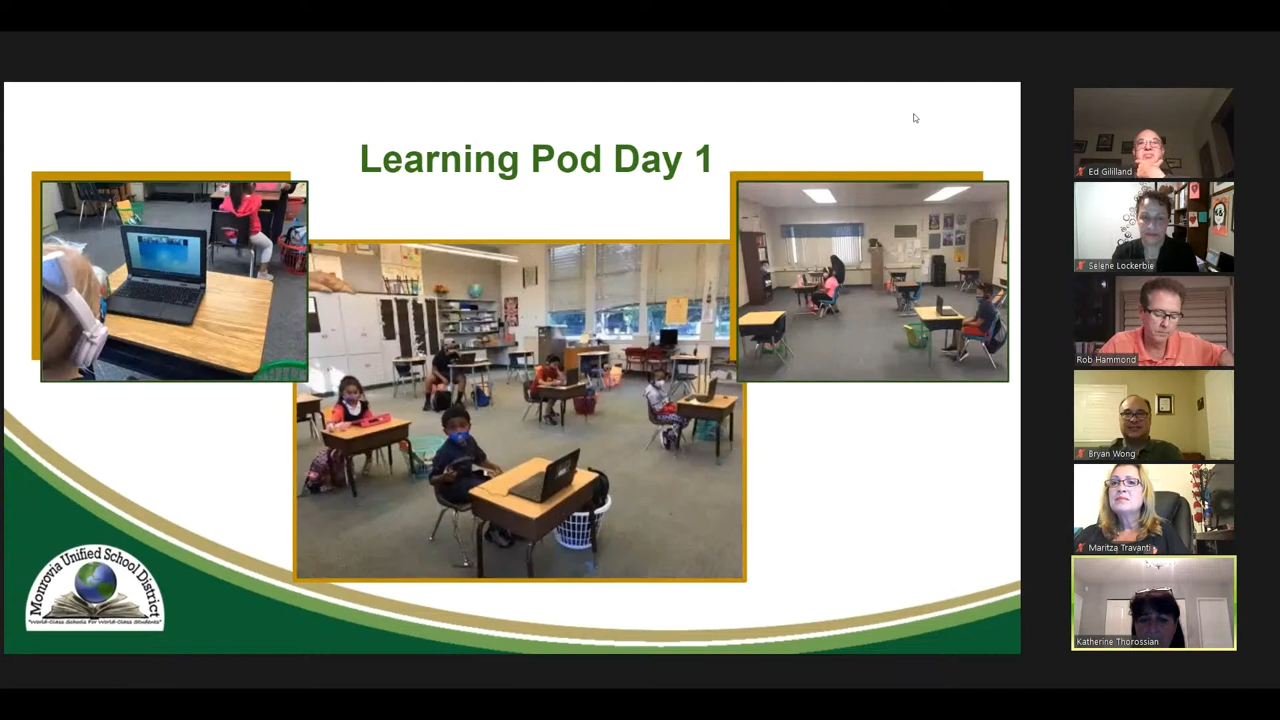 Learning Pod Day 1
Monrovia Unified School District
"World-Class Schools For World-Class Students"
Ed Gililland
Selene Lockerbie
Rob Hammond
Bryan Wong
Maritza Travanti
Katherine Thorossian